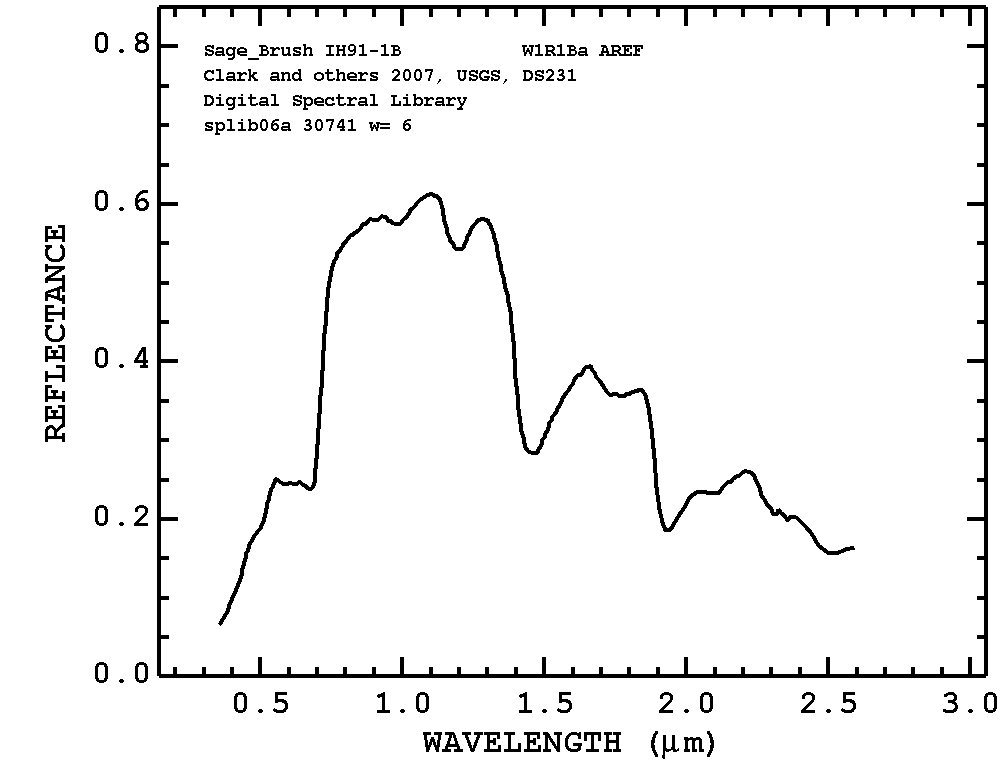 0.8
Sage_Brush IH91-1B W1R1Ba AREF
Clark and others 2007, USGS, DS231
Digital Spectral Library
splib06a 30741 w= 6
0.6
REFLECTANCE
0.4
0.2
0.0
0.5 1.0 1.5 2.0 2.5 3.0
WAVELENGTH (μm)